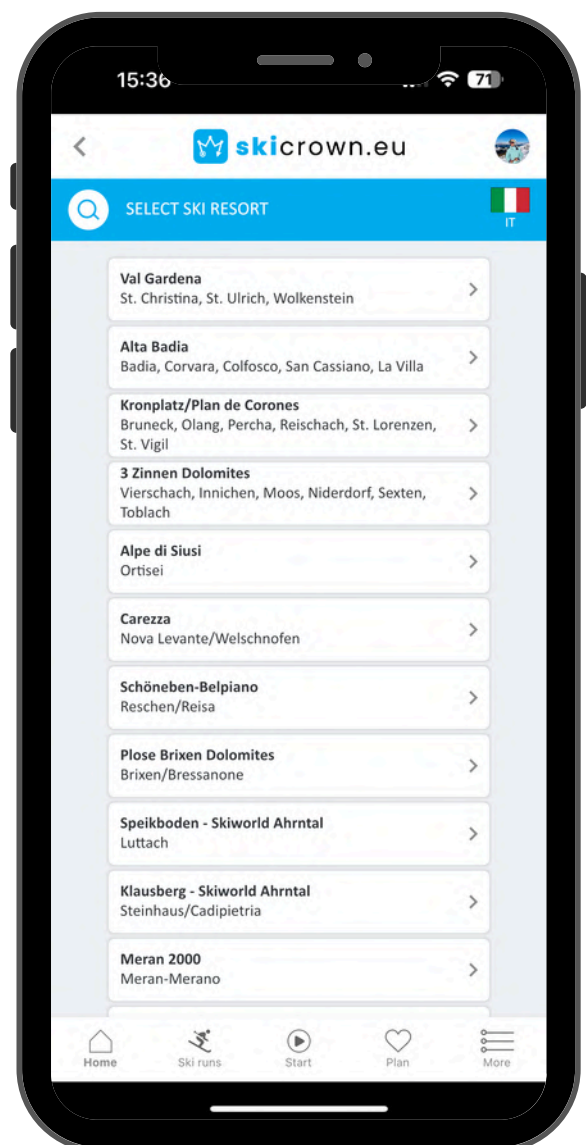 15:36
71
skicrown.eu
SELECT SKI RESORT
IT
Val Gardena
St. Christina, St. Ulrich, Wolkenstein
Alta Badia
Badia, Corvara, Colfosco, San Cassiano, La Villa
Kronplatz/Plan de Corones
Bruneck, Olang, Percha, Reischach, St. Lorenzen,
St. Vigil
3 Zinnen Dolomites
Vierschach, Innichen, Moos, Niderdorf, Sexten,
Toblach
Alpe di Siusi
Ortisei
Carezza
Nova Levante/Welschnofen
Schöneben-Belpiano
Reschen/Reisa
Plose Brixen Dolomites
Brixen/Bressanone
Speikboden - Skiworld Ahrntal
Luttach
Klausberg - Skiworld Ahrntal
Steinhaus/Cadipietria
Meran 2000
Meran-Merano
Home Ski runs Start Plan More